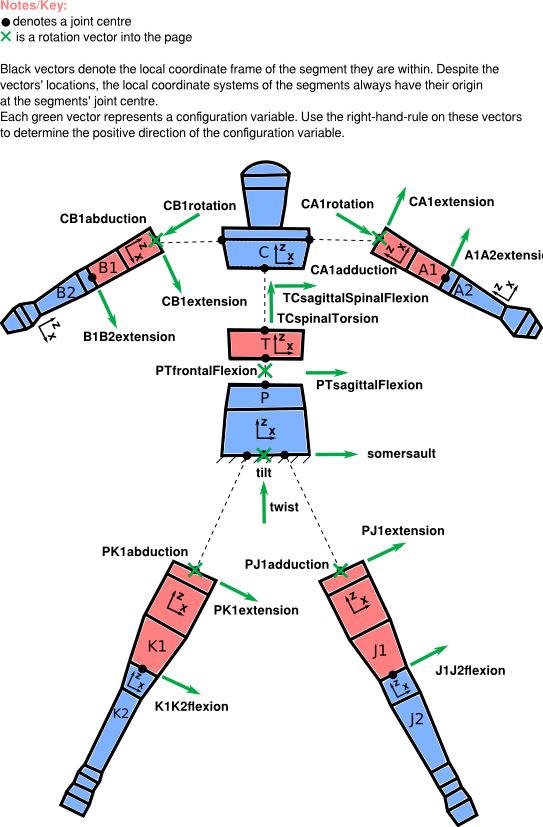 Notes/Key:
denotes a joint centre
is a rotation vector into the page
Black vectors denote the local coordinate frame of the segment they are within. Despite the
vectors' locations, the local coordinate systems of the segments always have their origin
at the segments' joint centre.
Each green vector represents a configuration variable. Use the right-hand-rule on these vectors
to determine the positive direction of the configuration variable.
CB1rotation
CA1rotation
CA1extension
CB1abduction
C
z
x
B1
z
x
A1
z
x
A1A2extensi
CA1adduction
B2
z
x
A2
z
x
CB1extension
TCsagittalSpinalFlexion
TCspinalTorsion
B1B2extension
T
z
x
PTfrontalFlexion
PTsagittalFlexion
P
z
x
somersault
tilt
twist
PJ1extension
PK1abduction
PJ1adduction
z
x
z
x
PK1extension
K1
J1
J1J2flexion
z
x
z
x
K1K2flexion
K2
J2